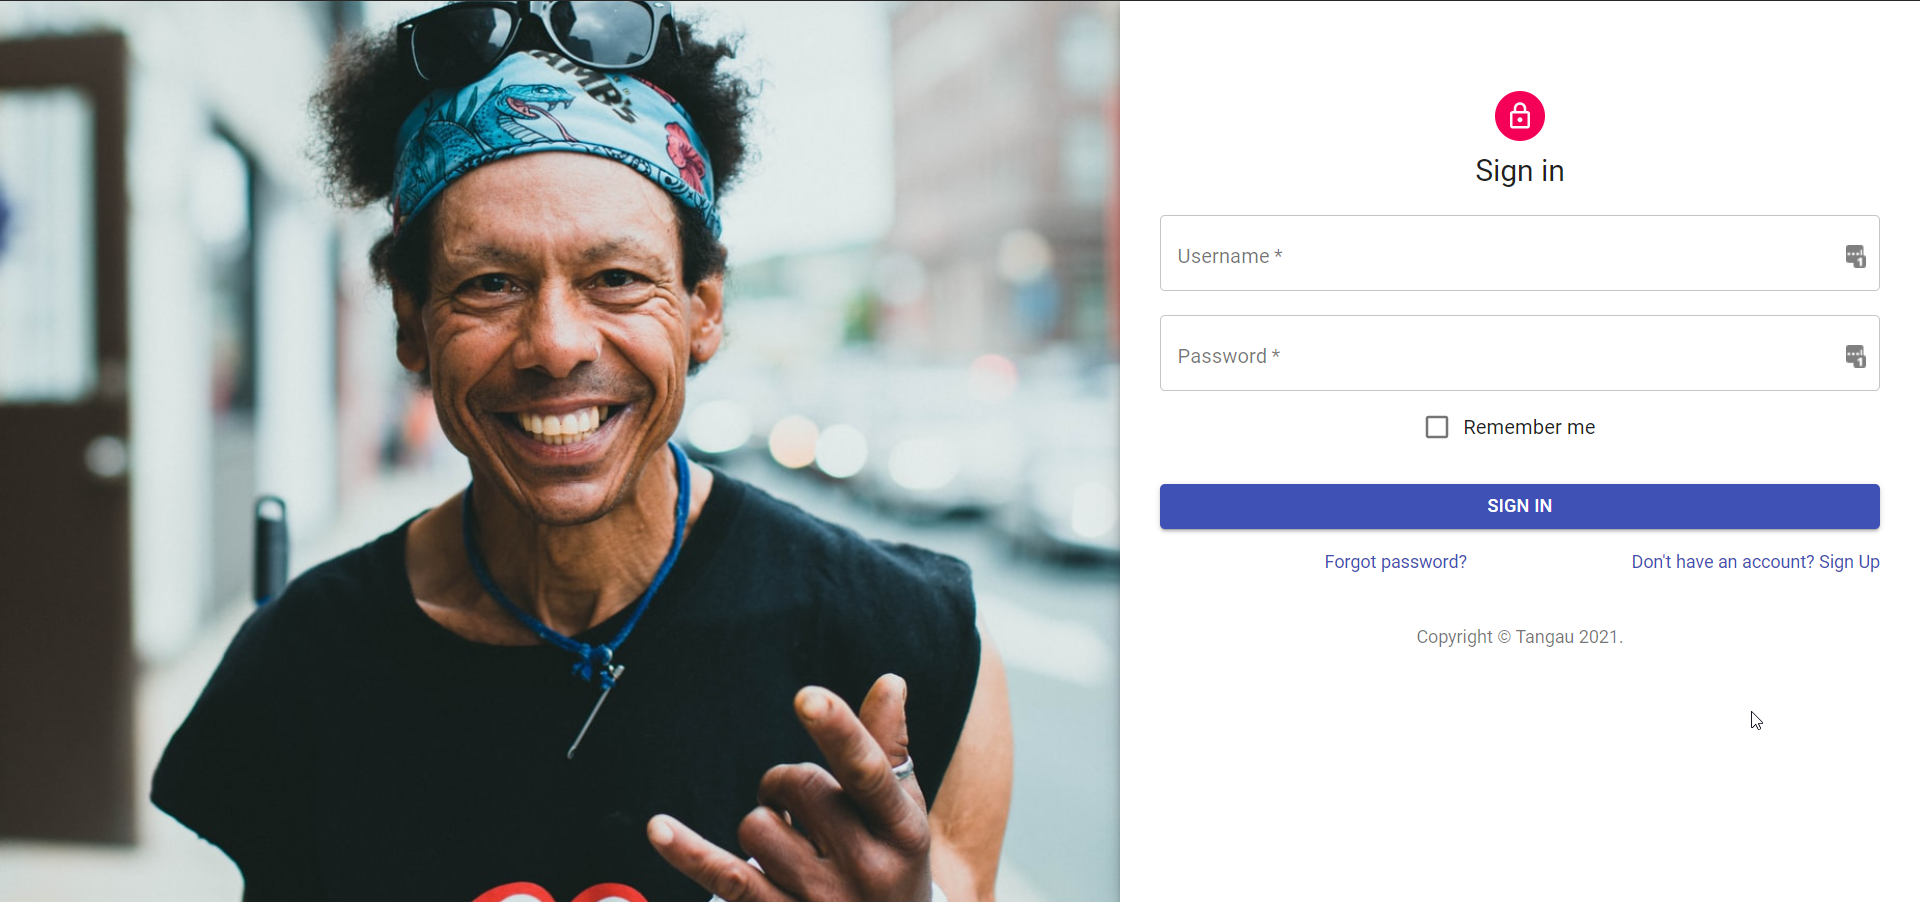 AMB'S
Sign in
Username *
Password *
Remember me
SIGN IN
Forgot password?
Don't have an account? Sign Up
Copyright © Tangau 2021.